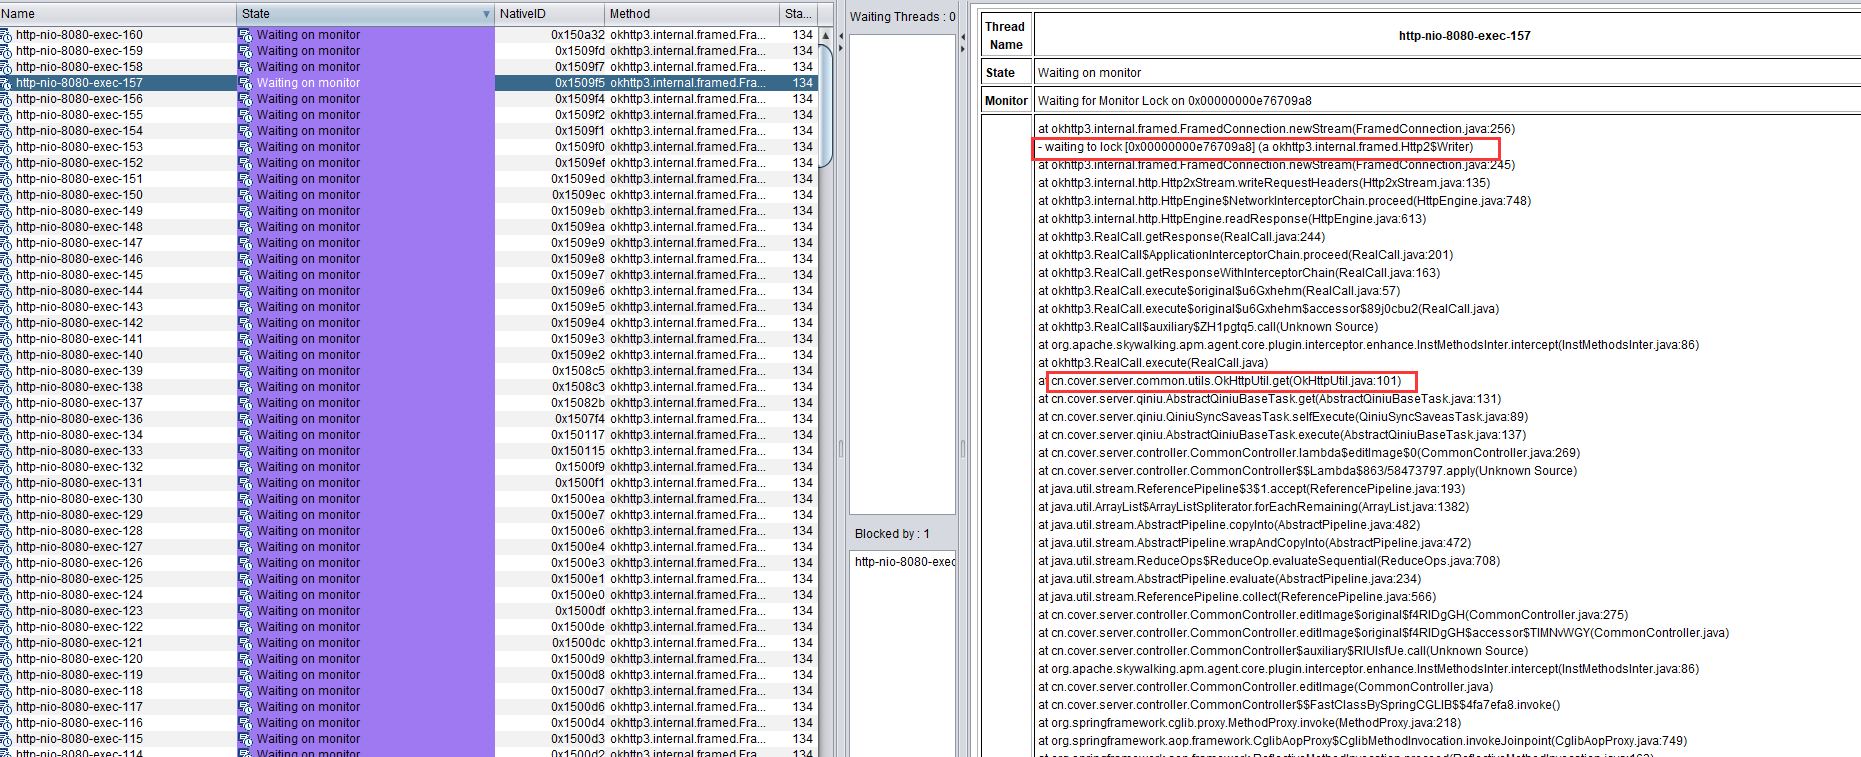 Name State NativeID Method Sta...
http-nio-8080-exec-160 Waiting on monitor 0x150a32 okhttp3.internal.framed.Fra... 134
http-nio-8080-exec-159 Waiting on monitor 0x1509fd okhttp3.internal.framed.Fra... 134
http-nio-8080-exec-158 Waiting on monitor 0x1509f7 okhttp3.internal.framed.Fra... 134
http-nio-8080-exec-157 Waiting on monitor 0x1509f5 okhttp3.internal.framed.Fra... 134
http-nio-8080-exec-156 Waiting on monitor 0x1509f4 okhttp3.internal.framed.Fra... 134
http-nio-8080-exec-155 Waiting on monitor 0x1509f2 okhttp3.internal.framed.Fra... 134
http-nio-8080-exec-154 Waiting on monitor 0x1509f1 okhttp3.internal.framed.Fra... 134
http-nio-8080-exec-153 Waiting on monitor 0x1509f0 okhttp3.internal.framed.Fra... 134
http-nio-8080-exec-152 Waiting on monitor 0x1509ef okhttp3.internal.framed.Fra... 134
http-nio-8080-exec-151 Waiting on monitor 0x1509ed okhttp3.internal.framed.Fra... 134
http-nio-8080-exec-150 Waiting on monitor 0x1509ec okhttp3.internal.framed.Fra... 134
http-nio-8080-exec-149 Waiting on monitor 0x1509eb okhttp3.internal.framed.Fra... 134
http-nio-8080-exec-148 Waiting on monitor 0x1509ea okhttp3.internal.framed.Fra... 134
http-nio-8080-exec-147 Waiting on monitor 0x1509e9 okhttp3.internal.framed.Fra... 134
http-nio-8080-exec-146 Waiting on monitor 0x1509e8 okhttp3.internal.framed.Fra... 134
http-nio-8080-exec-145 Waiting on monitor 0x1509e7 okhttp3.internal.framed.Fra... 134
http-nio-8080-exec-144 Waiting on monitor 0x1509e6 okhttp3.internal.framed.Fra... 134
http-nio-8080-exec-143 Waiting on monitor 0x1509e5 okhttp3.internal.framed.Fra... 134
http-nio-8080-exec-142 Waiting on monitor 0x1509e4 okhttp3.internal.framed.Fra... 134
http-nio-8080-exec-141 Waiting on monitor 0x1509e3 okhttp3.internal.framed.Fra... 134
http-nio-8080-exec-140 Waiting on monitor 0x1509e2 okhttp3.internal.framed.Fra... 134
http-nio-8080-exec-139 Waiting on monitor 0x1508c5 okhttp3.internal.framed.Fra... 134
http-nio-8080-exec-138 Waiting on monitor 0x1508c3 okhttp3.internal.framed.Fra... 134
http-nio-8080-exec-137 Waiting on monitor 0x15082b okhttp3.internal.framed.Fra... 134
http-nio-8080-exec-136 Waiting on monitor 0x1507f4 okhttp3.internal.framed.Fra... 134
http-nio-8080-exec-134 Waiting on monitor 0x150117 okhttp3.internal.framed.Fra... 134
http-nio-8080-exec-133 Waiting on monitor 0x150115 okhttp3.internal.framed.Fra... 134
http-nio-8080-exec-132 Waiting on monitor 0x1500f9 okhttp3.internal.framed.Fra... 134
http-nio-8080-exec-131 Waiting on monitor 0x1500f1 okhttp3.internal.framed.Fra... 134
http-nio-8080-exec-130 Waiting on monitor 0x1500ea okhttp3.internal.framed.Fra... 134
http-nio-8080-exec-129 Waiting on monitor 0x1500e7 okhttp3.internal.framed.Fra... 134
http-nio-8080-exec-128 Waiting on monitor 0x1500e6 okhttp3.internal.framed.Fra... 134
http-nio-8080-exec-127 Waiting on monitor 0x1500e4 okhttp3.internal.framed.Fra... 134
http-nio-8080-exec-126 Waiting on monitor 0x1500e3 okhttp3.internal.framed.Fra... 134
http-nio-8080-exec-125 Waiting on monitor 0x1500e1 okhttp3.internal.framed.Fra... 134
http-nio-8080-exec-124 Waiting on monitor 0x1500e0 okhttp3.internal.framed.Fra... 134
http-nio-8080-exec-123 Waiting on monitor 0x1500df okhttp3.internal.framed.Fra... 134
http-nio-8080-exec-122 Waiting on monitor 0x1500de okhttp3.internal.framed.Fra... 134
http-nio-8080-exec-121 Waiting on monitor 0x1500dc okhttp3.internal.framed.Fra... 134
http-nio-8080-exec-120 Waiting on monitor 0x1500d9 okhttp3.internal.framed.Fra... 134
http-nio-8080-exec-119 Waiting on monitor 0x1500d8 okhttp3.internal.framed.Fra... 134
http-nio-8080-exec-118 Waiting on monitor 0x1500d7 okhttp3.internal.framed.Fra... 134
http-nio-8080-exec-117 Waiting on monitor 0x1500d6 okhttp3.internal.framed.Fra... 134
http-nio-8080-exec-116 Waiting on monitor 0x1500d4 okhttp3.internal.framed.Fra... 134
http-nio-8080-exec-115 Waiting on monitor 0x1500d3 okhttp3.internal.framed.Fra... 134
http-nio-8080-exec-114 Waiting on monitor 0x1500d2 okhttp3.internal.framed.Fra... 134
Waiting Threads : 0
Blocked by : 1
http-nio-8080-exec
Thread Name http-nio-8080-exec-157
State Waiting on monitor
Monitor Waiting for Monitor Lock on 0x00000000e76709a8
at okhttp3.internal.framed.FramedConnection.newStream(FramedConnection.java:256)
- waiting to lock [0x00000000e76709a8] (a okhttp3.internal.framed.Http2$Writer)
at okhttp3.internal.framed.FramedConnection.newStream(FramedConnection.java:245)
at okhttp3.internal.http.Http2xStream.writeRequestHeaders(Http2xStream.java:135)
at okhttp3.internal.http.HttpEngine$NetworkInterceptorChain.proceed(HttpEngine.java:748)
at okhttp3.internal.http.HttpEngine.readResponse(HttpEngine.java:613)
at okhttp3.RealCall.getResponse(RealCall.java:244)
at okhttp3.RealCall$ApplicationInterceptorChain.proceed(RealCall.java:201)
at okhttp3.RealCall.getResponseWithInterceptorChain(RealCall.java:163)
at okhttp3.RealCall.execute$original$u6Gxhehm(RealCall.java:57)
at okhttp3.RealCall.execute$original$u6Gxhehm$accessor$89j0cbu2(RealCall.java)
at okhttp3.RealCall$auxiliary$ZH1pgtq5.call(Unknown Source)
at org.apache.skywalking.apm.agent.core.plugin.interceptor.enhance.InstMethodsInter.intercept(InstMethodsInter.java:86)
at okhttp3.RealCall.execute(RealCall.java)
at cn.cover.server.common.utils.OkHttpUtil.get(OkHttpUtil.java:101)
at cn.cover.server.qiniu.AbstractQiniuBaseTask.get(AbstractQiniuBaseTask.java:131)
at cn.cover.server.qiniu.QiniuSyncSaveasTask.selfExecute(QiniuSyncSaveasTask.java:89)
at cn.cover.server.qiniu.AbstractQiniuBaseTask.execute(AbstractQiniuBaseTask.java:137)
at cn.cover.server.controller.CommonController.lambda$editImage$0(CommonController.java:269)
at cn.cover.server.controller.CommonController$$Lambda$863/58473797.apply(Unknown Source)
at java.util.stream.ReferencePipeline$3$1.accept(ReferencePipeline.java:193)
at java.util.ArrayList$ArrayListSpliterator.forEachRemaining(ArrayList.java:1382)
at java.util.stream.AbstractPipeline.copyInto(AbstractPipeline.java:482)
at java.util.stream.AbstractPipeline.wrapAndCopyInto(AbstractPipeline.java:472)
at java.util.stream.ReduceOps$ReduceOp.evaluateSequential(ReduceOps.java:708)
at java.util.stream.AbstractPipeline.evaluate(AbstractPipeline.java:234)
at java.util.stream.ReferencePipeline.collect(ReferencePipeline.java:566)
at cn.cover.server.controller.CommonController.editImage$original$f4RIDgGH(CommonController.java:275)
at cn.cover.server.controller.CommonController.editImage$original$f4RIDgGH$accessor$TIMNvWGY(CommonController.java)
at cn.cover.server.controller.CommonController$auxiliary$RIUIsfUe.call(Unknown Source)
at org.apache.skywalking.apm.agent.core.plugin.interceptor.enhance.InstMethodsInter.intercept(InstMethodsInter.java:86)
at cn.cover.server.controller.CommonController.editImage(CommonController.java)
at cn.cover.server.controller.CommonController$$FastClassBySpringCGLIB$$4fa7efa8.invoke()
at org.springframework.cglib.proxy.MethodProxy.invoke(MethodProxy.java:218)
at org.springframework.aop.framework.CglibAopProxy$CglibMethodInvocation.invokeJoinpoint(CglibAopProxy.java:749)